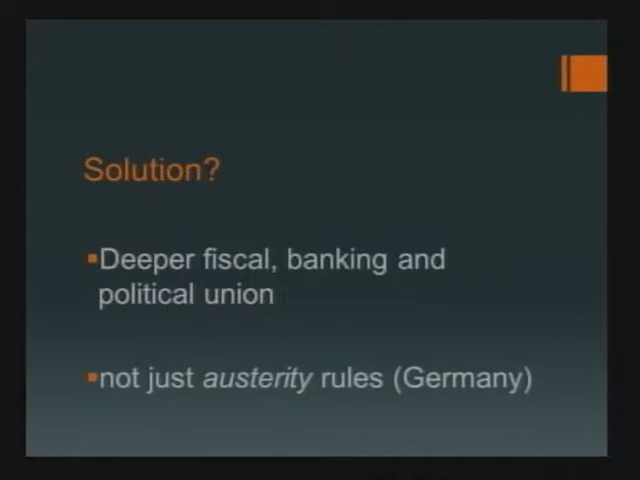 Solution?
▪Deeper fiscal, banking and
political union
▪not just austerity rules (Germany)